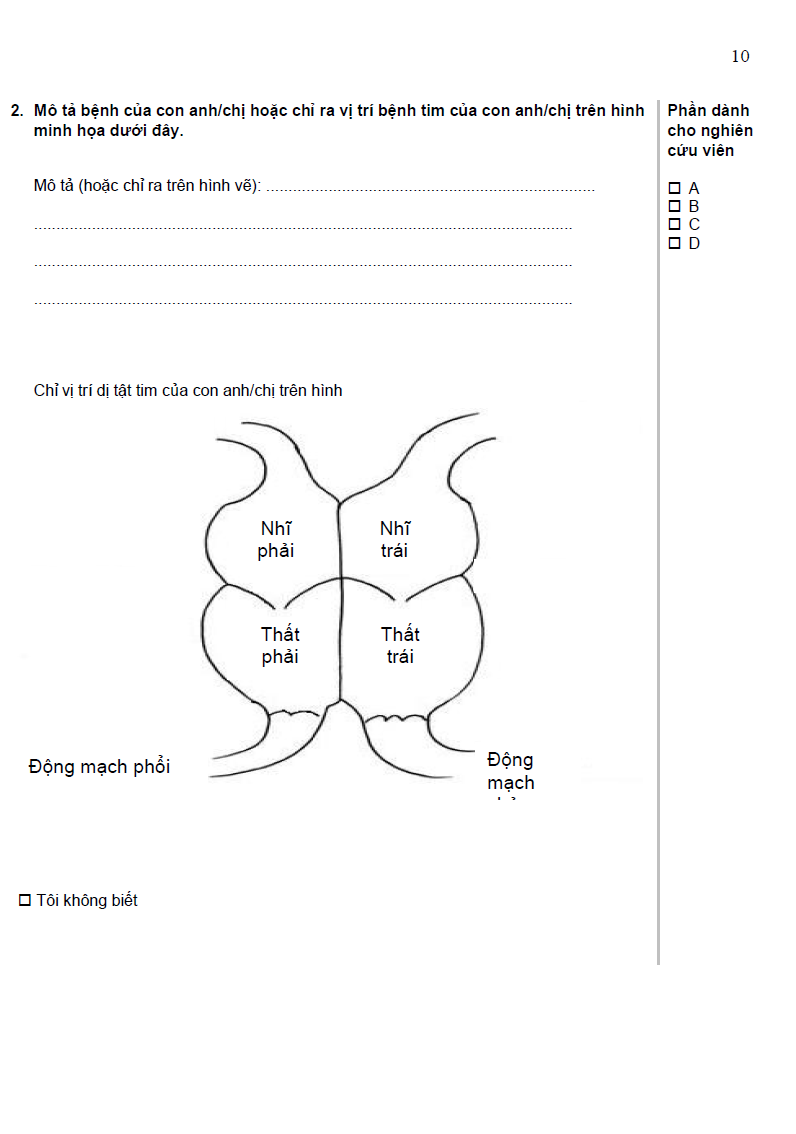 10
2. Mô tả bệnh của con anh/chị hoặc chỉ ra vị trí bệnh tim của con anh/chị trên hình
minh họa dưới đây.
Mô tả (hoặc chỉ ra trên hình vẽ): ..........................................................................
.........................................................................................................................
.........................................................................................................................
.........................................................................................................................
Chỉ vị trí dị tật tim của con anh/chị trên hình
Nhĩ
phải
Nhĩ
trái
Thất
phải
Thất
trái
Động mạch phổi
Động
mạch
Tôi không biết
Phần dành
cho nghiên
cứu viên
A
B
C
D